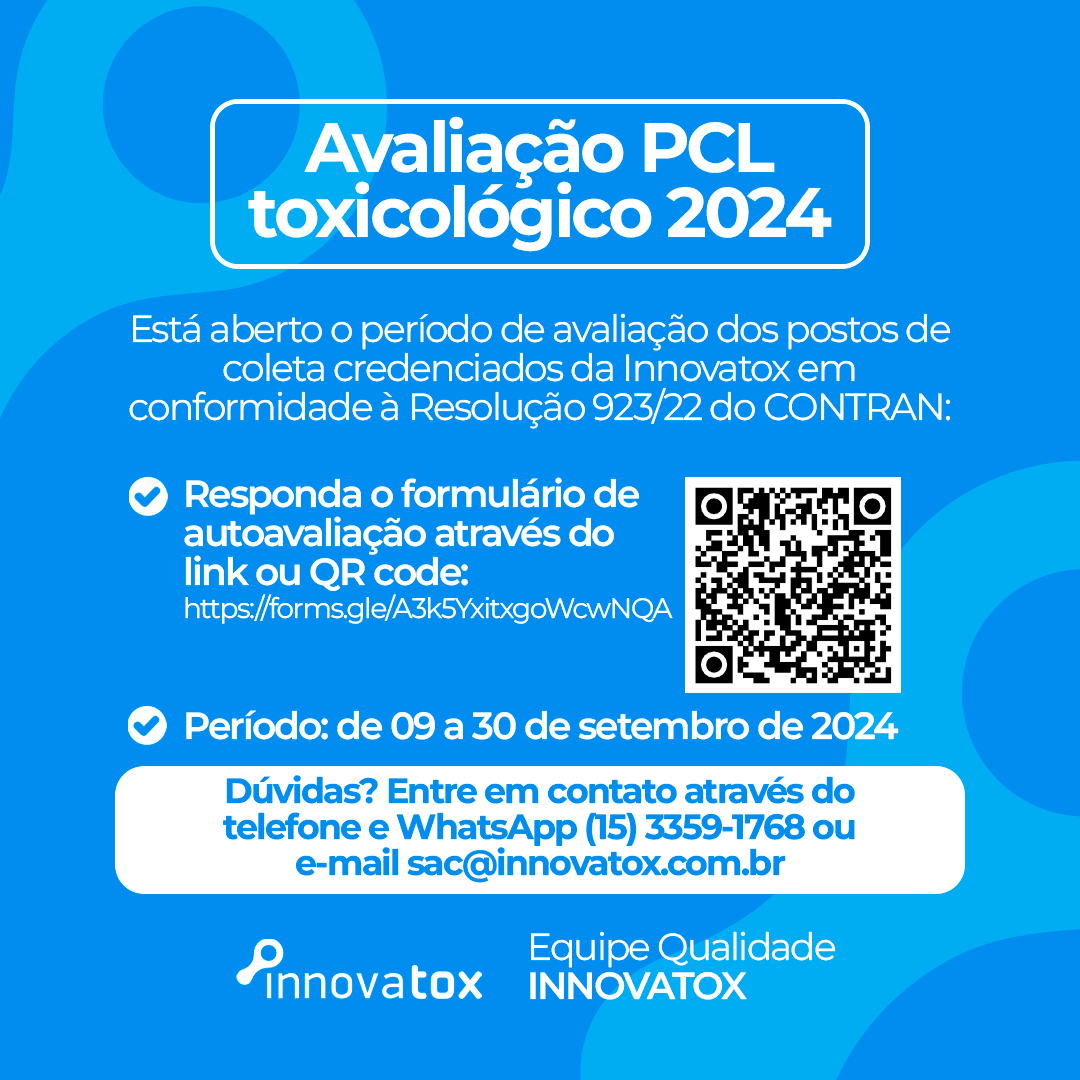 Avaliação PCL
toxicológico 2024
Está aberto o período de avaliação dos postos de
coleta credenciados da Innovatox em
conformidade à Resolução 923/22 do CONTRAN:
Responda o formulário de
autoavaliação através do
link ou QR code:
https://forms.gle/A3k5YxitxgoWcwNQA
Período: de 09 a 30 de setembro de 2024
Dúvidas? Entre em contato através do
telefone e WhatsApp (15) 3359-1768 ou
e-mail sac@innovatox.com.br
innovatox
Equipe Qualidade
INNOVATOX